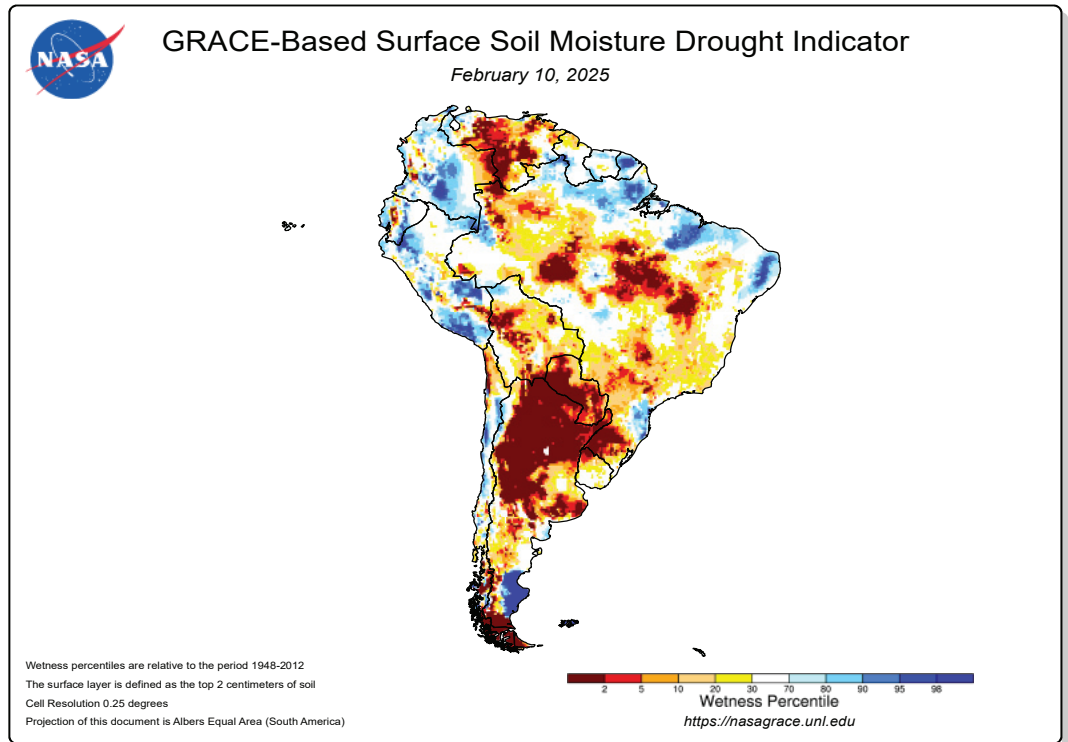 NASA
GRACE-Based Surface Soil Moisture Drought Indicator
February 10, 2025
Wetness percentiles are relative to the period 1948-2012
The surface layer is defined as the top 2 centimeters of soil
Cell Resolution 0.25 degrees
Projection of this document is Albers Equal Area (South America)
2 5 10 20 30 70 80 90 95 98
Wetness Percentile
https://nasagrace.unl.edu